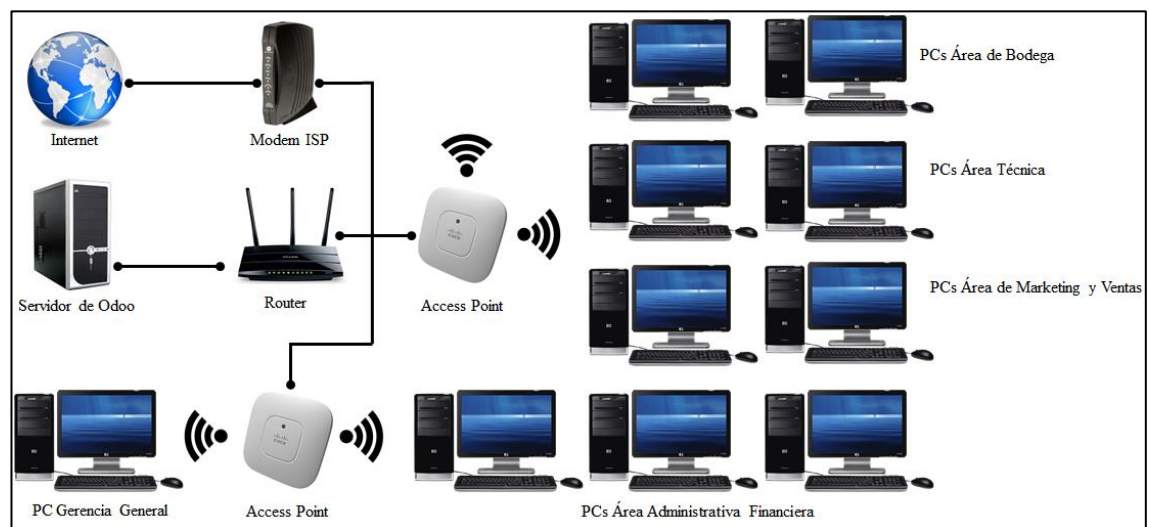 PCs Área de Bodega
Internet
Modem ISP
PCs Área Técnica
Servidor de Odoo
Router
Access Point
PCs Área de Marketing y Ventas
PC Gerencia General
Access Point
PCs Área Administrativa Financiera